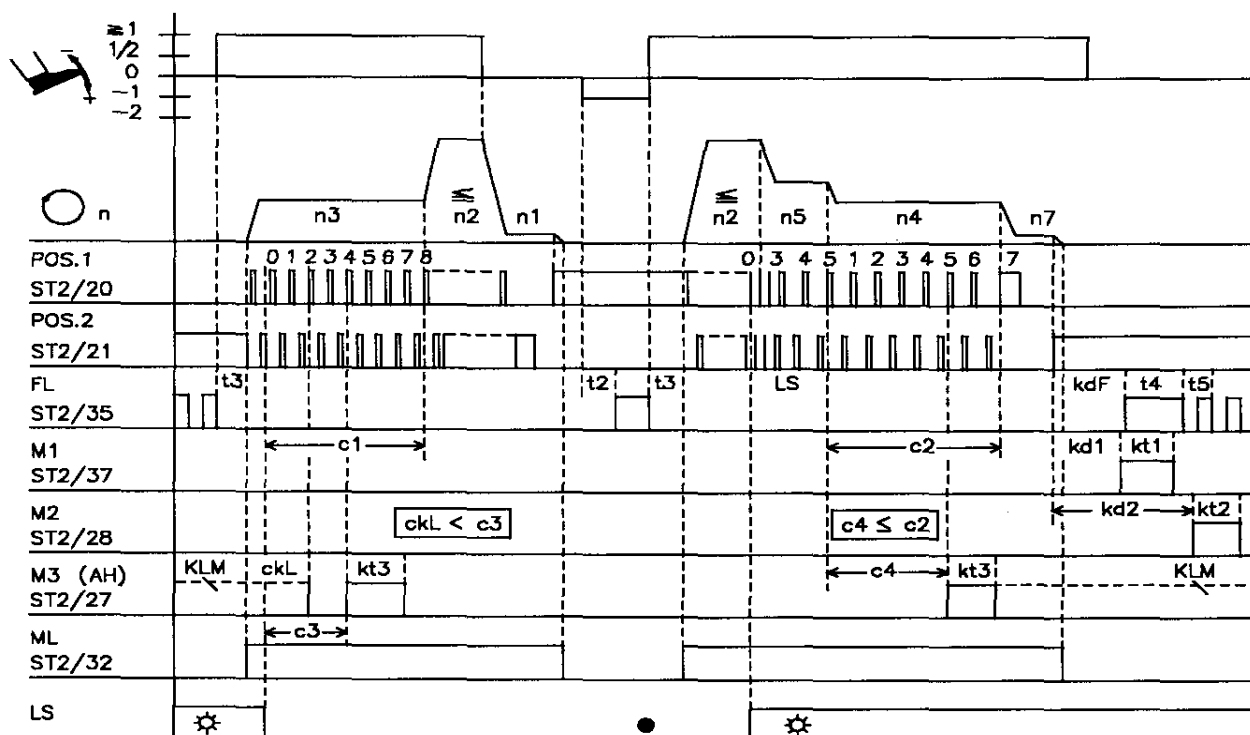 ≧1
1/2
0
−1
−2
− +
n
n3 ≦ n2 n1 ≦ n2 n5 n4 n7
POS.1 0 1 2 3 4 5 6 7 8 0 3 4 5 1 2 3 4 5 6 7
ST2/20
POS.2
ST2/21
FL t3 t2 t3 LS kdF t4 t5
ST2/35
c1 c2
M1 kd1 kt1
ST2/37
M2 ckL < c3 c4 ≤ c2 kd2 kt2
ST2/28
M3 (AH) KLM ckL kt3 c4 kt3 KLM
ST2/27
ML c3
ST2/32
LS